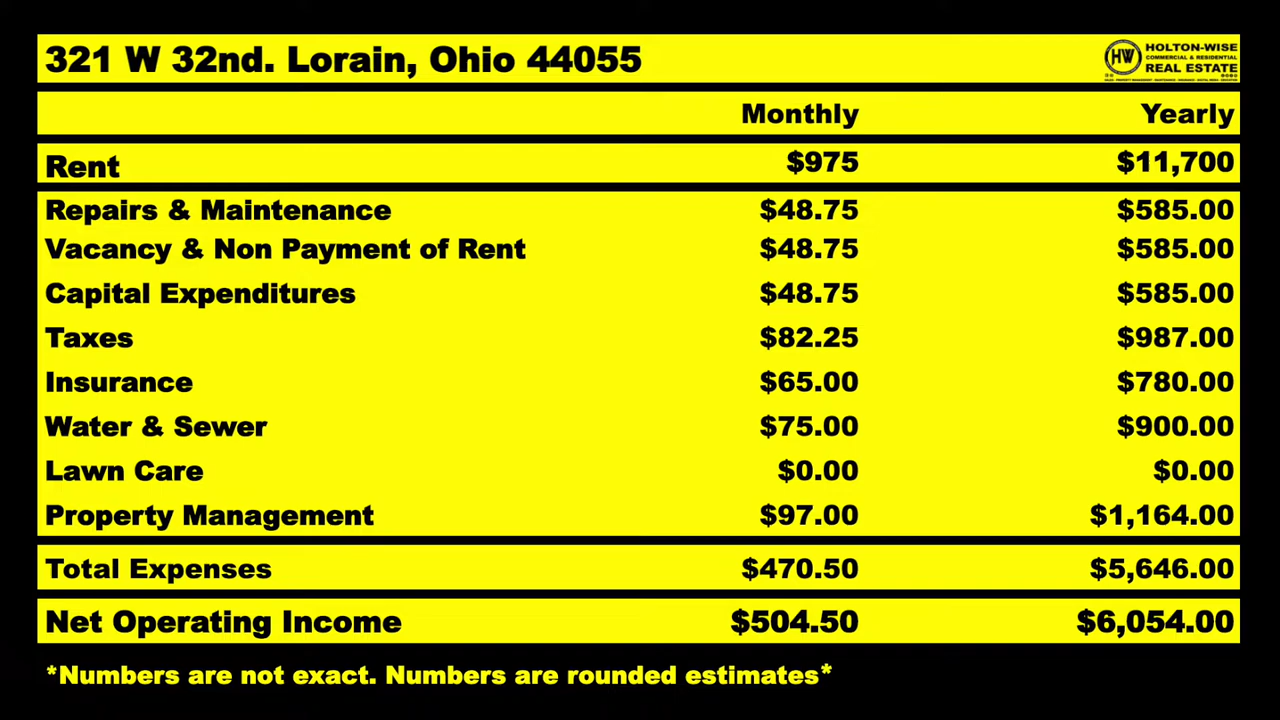 321 W 32nd. Lorain, Ohio 44055
HW HOLTON-WISE
COMMERCIAL & RESIDENTIAL
REAL ESTATE
Monthly Yearly
Rent $975 $11,700
Repairs & Maintenance $48.75 $585.00
Vacancy & Non Payment of Rent $48.75 $585.00
Capital Expenditures $48.75 $585.00
Taxes $82.25 $987.00
Insurance $65.00 $780.00
Water & Sewer $75.00 $900.00
Lawn Care $0.00 $0.00
Property Management $97.00 $1,164.00
Total Expenses $470.50 $5,646.00
Net Operating Income $504.50 $6,054.00
*Numbers are not exact. Numbers are rounded estimates*